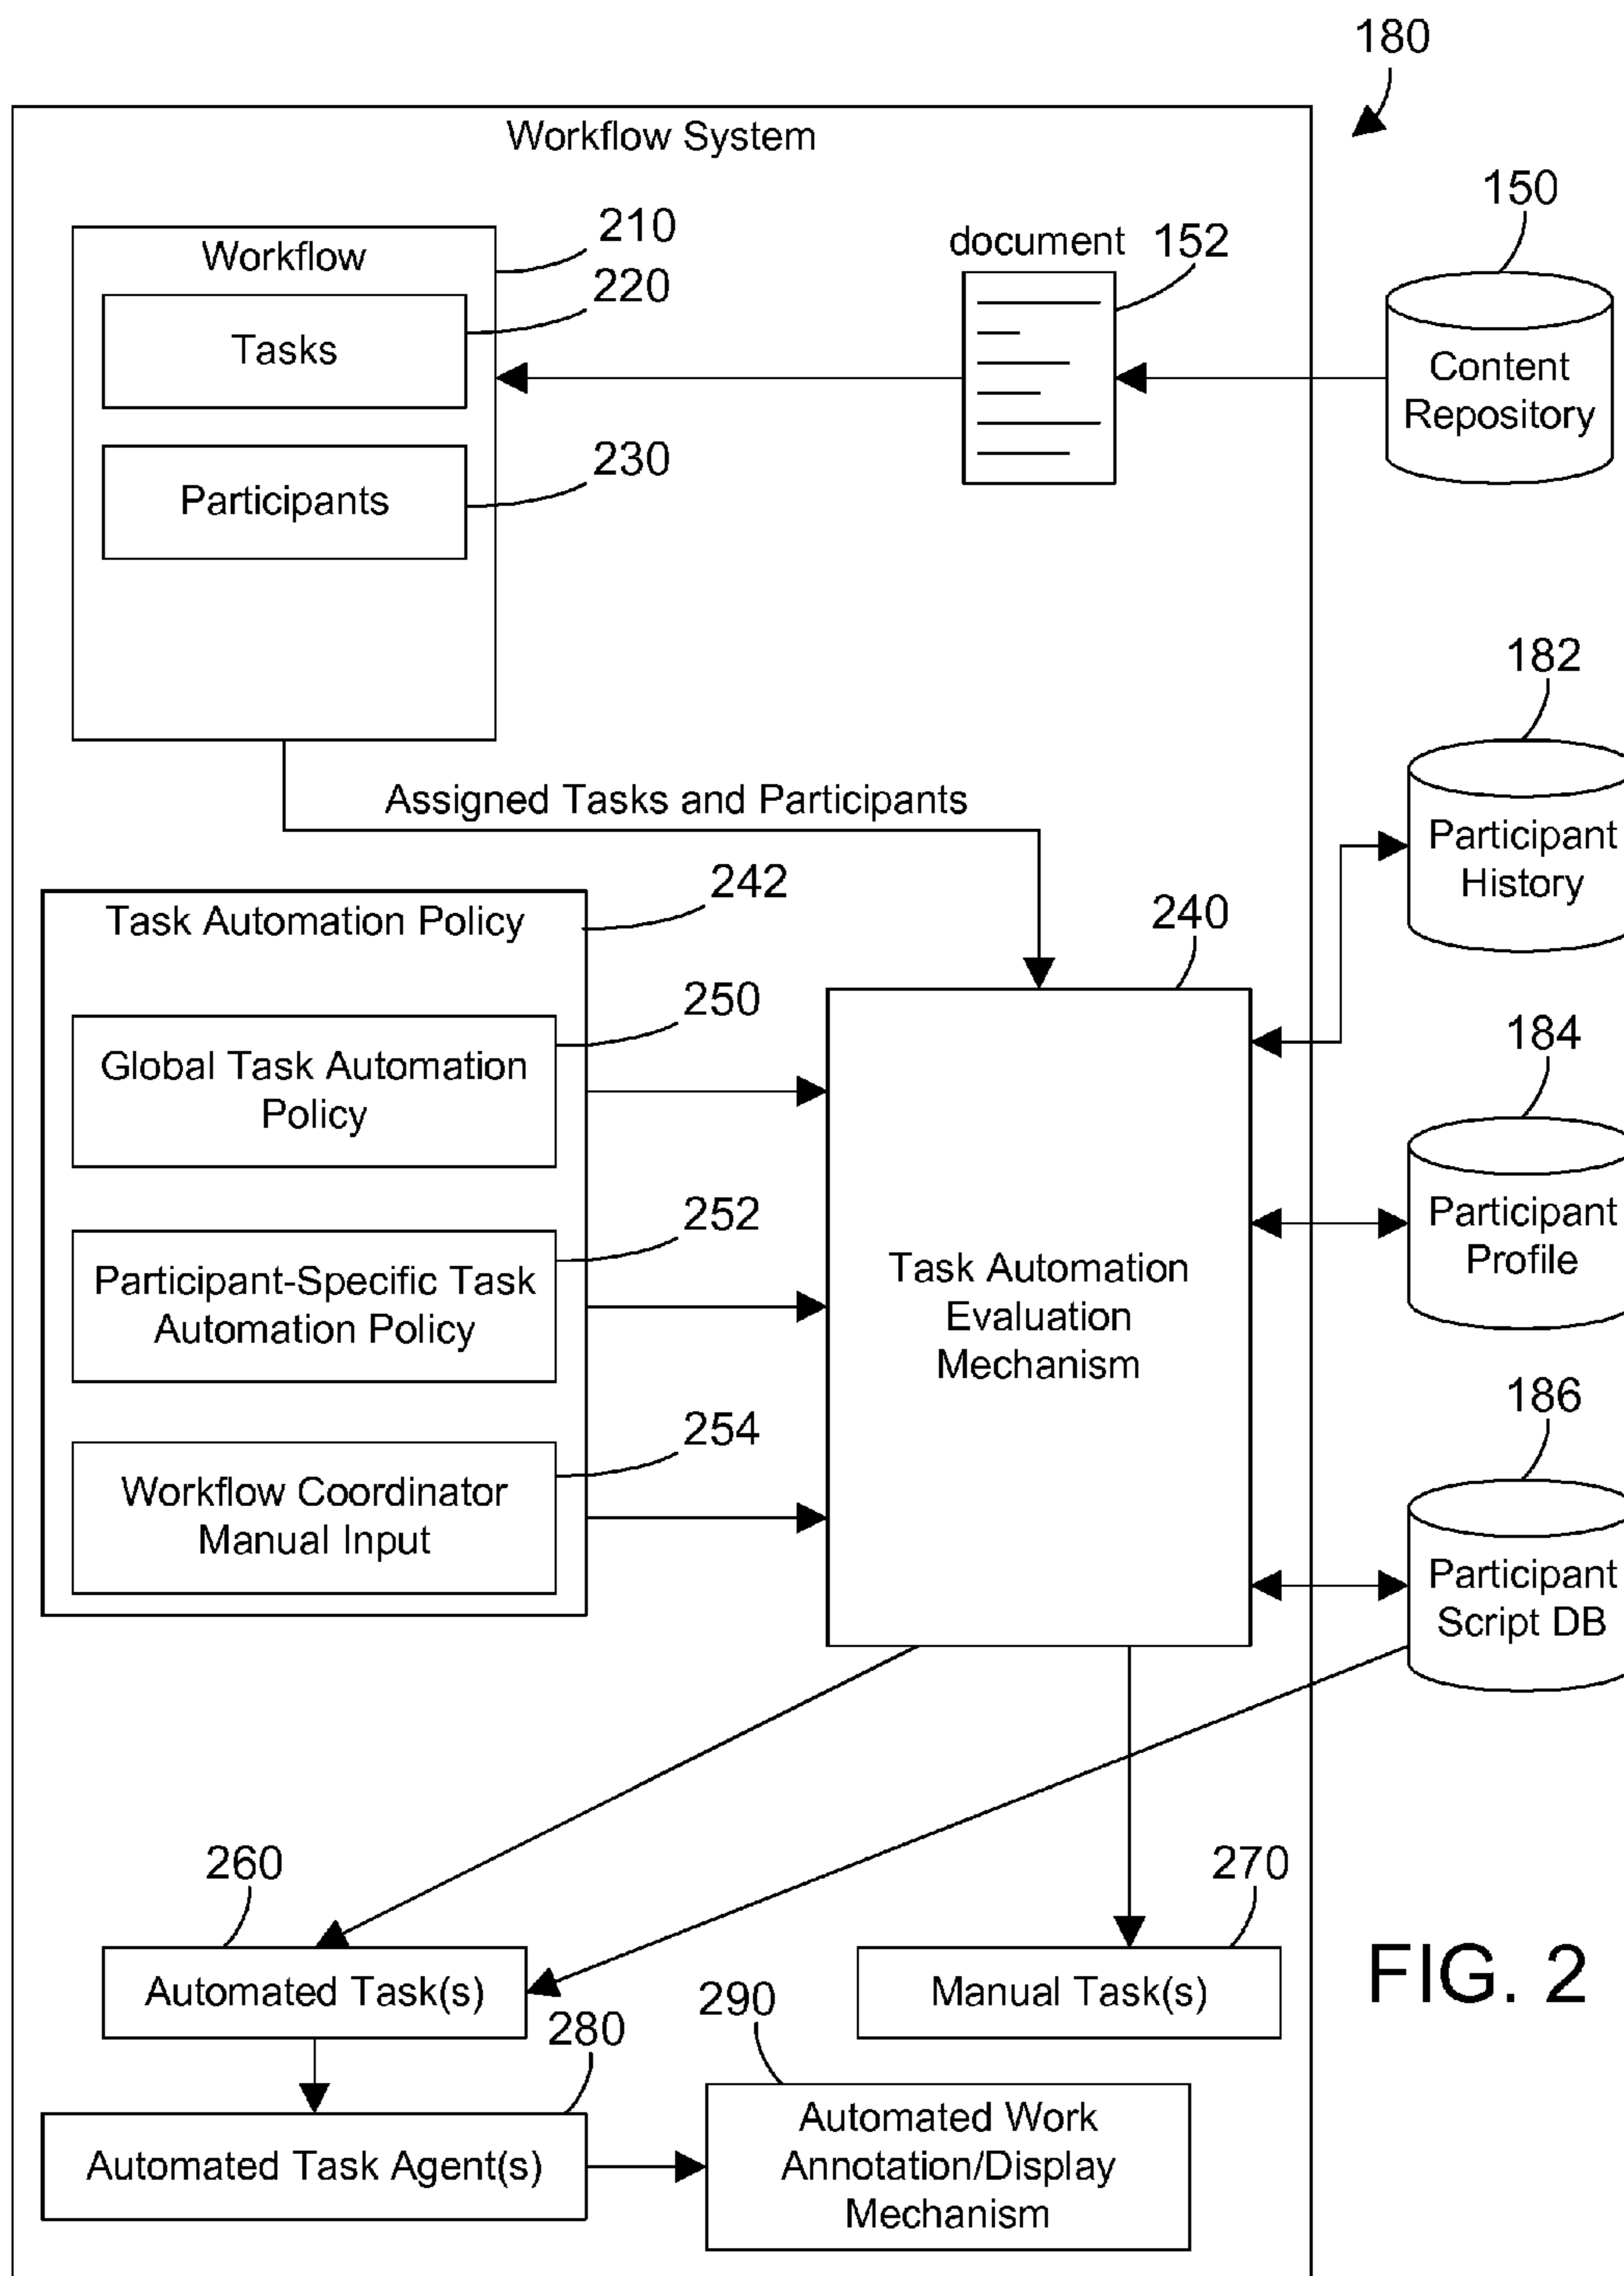 180
Workflow System
150
210
Workflow
document 152
220
Tasks
Content
Repository
230
Participants
182
Assigned Tasks and Participants
Participant
History
242
Task Automation Policy
240
250
184
Global Task Automation
Policy
252
Participant
Profile
Participant-Specific Task
Automation Policy
Task Automation
Evaluation
Mechanism
186
254
Workflow Coordinator
Manual Input
Participant
Script DB
260
270
Automated Task(s)
Manual Task(s)
FIG. 2
280
290
Automated Task Agent(s)
Automated Work
Annotation/Display
Mechanism